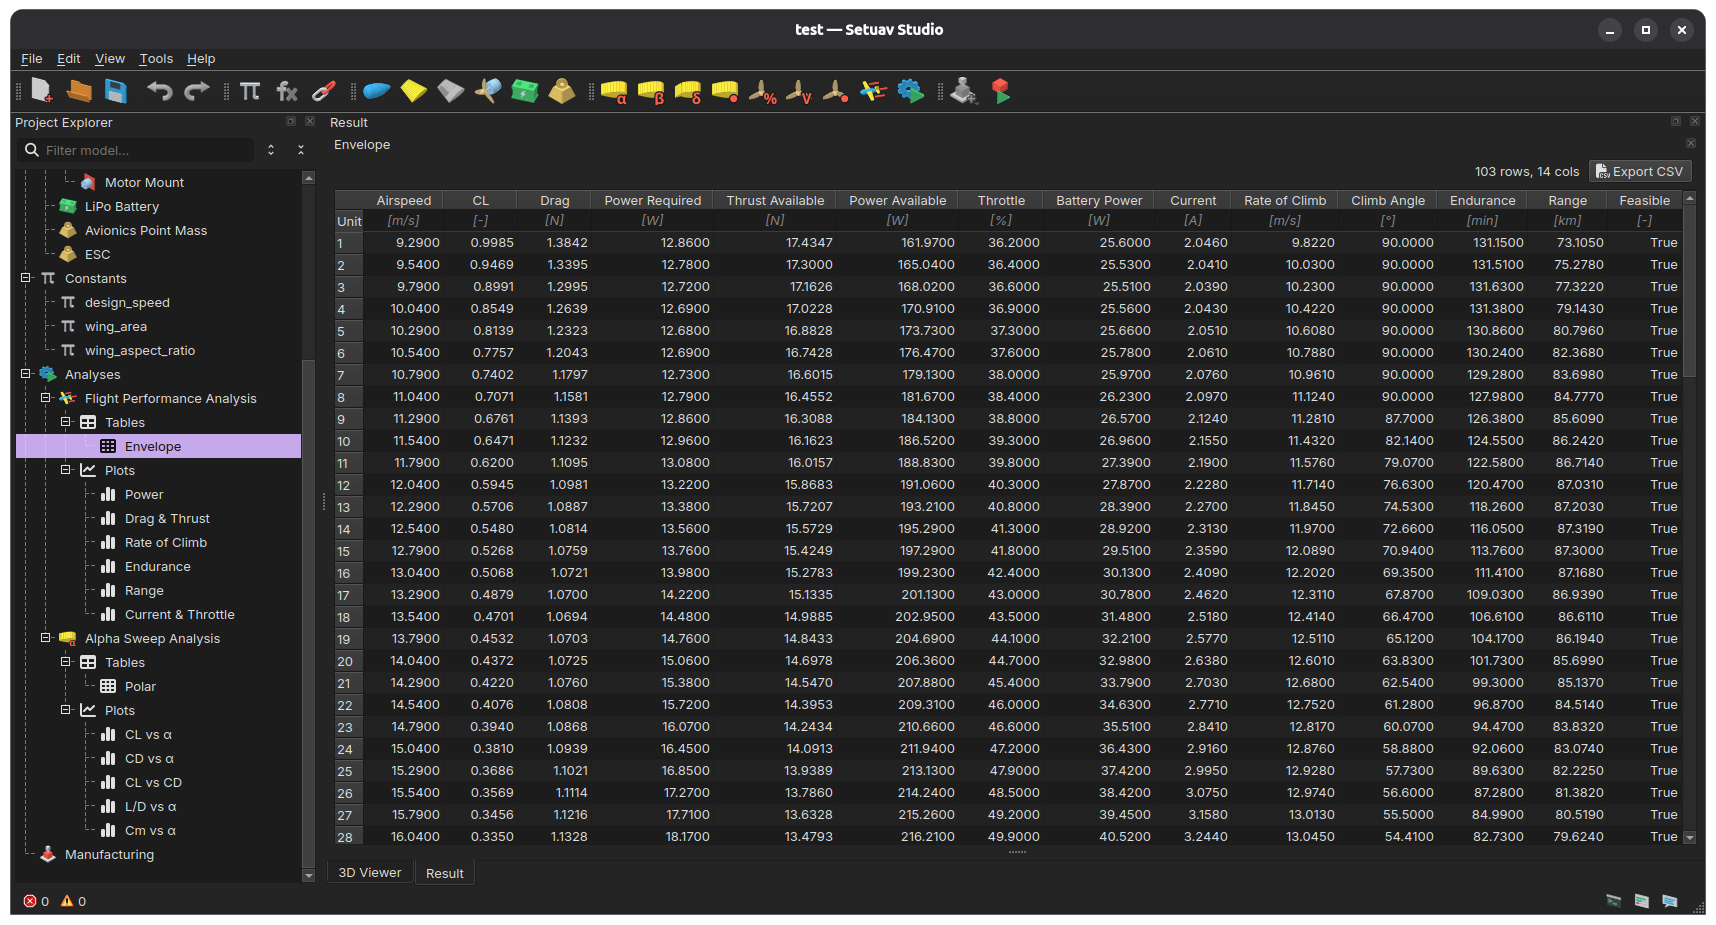 test — Setuav Studio
File Edit View Tools Help
Project Explorer
Filter model...
Motor Mount
LiPo Battery
Avionics Point Mass
ESC
Constants
design_speed
wing_area
wing_aspect_ratio
Analyses
Flight Performance Analysis
Tables
Envelope
Plots
Power
Drag & Thrust
Rate of Climb
Endurance
Range
Current & Throttle
Alpha Sweep Analysis
Tables
Polar
Plots
CL vs α
CD vs α
CL vs CD
L/D vs α
Cm vs α
Manufacturing
Result
Envelope
103 rows, 14 cols Export CSV
Airspeed CL Drag Power Required Thrust Available Power Available Throttle Battery Power Current Rate of Climb Climb Angle Endurance Range Feasible
Unit [m/s] [-] [N] [W] [N] [W] [%] [W] [A] [m/s] [°] [min] [km] [-]
1 9.2900 0.9985 1.3842 12.8600 17.4347 161.9700 36.2000 25.6000 2.0460 9.8220 90.0000 131.1500 73.1050 True
2 9.5400 0.9469 1.3395 12.7800 17.3000 165.0400 36.4000 25.5300 2.0410 10.0300 90.0000 131.5100 75.2780 True
3 9.7900 0.8991 1.2995 12.7200 17.1626 168.0200 36.6000 25.5100 2.0390 10.2300 90.0000 131.6300 77.3220 True
4 10.0400 0.8549 1.2639 12.6900 17.0228 170.9100 36.9000 25.5600 2.0430 10.4220 90.0000 131.3800 79.1430 True
5 10.2900 0.8139 1.2323 12.6800 16.8828 173.7300 37.3000 25.6600 2.0510 10.6080 90.0000 130.8600 80.7960 True
6 10.5400 0.7757 1.2043 12.6900 16.7428 176.4700 37.6000 25.7800 2.0610 10.7880 90.0000 130.2400 82.3680 True
7 10.7900 0.7402 1.1797 12.7300 16.6015 179.1300 38.0000 25.9700 2.0760 10.9610 90.0000 129.2800 83.6980 True
8 11.0400 0.7071 1.1581 12.7900 16.4552 181.6700 38.4000 26.2300 2.0970 11.1240 90.0000 127.9800 84.7770 True
9 11.2900 0.6761 1.1393 12.8600 16.3088 184.1300 38.8000 26.5700 2.1240 11.2810 87.7000 126.3800 85.6090 True
10 11.5400 0.6471 1.1232 12.9600 16.1623 186.5200 39.3000 26.9600 2.1550 11.4320 82.1400 124.5500 86.2420 True
11 11.7900 0.6200 1.1095 13.0800 16.0157 188.8300 39.8000 27.3900 2.1900 11.5760 79.0700 122.5800 86.7140 True
12 12.0400 0.5945 1.0981 13.2200 15.8683 191.0600 40.3000 27.8700 2.2280 11.7140 76.6300 120.4700 87.0310 True
13 12.2900 0.5706 1.0887 13.3800 15.7207 193.2100 40.8000 28.3900 2.2700 11.8450 74.5300 118.2600 87.2030 True
14 12.5400 0.5480 1.0814 13.5600 15.5729 195.2900 41.3000 28.9200 2.3130 11.9700 72.6600 116.0500 87.3190 True
15 12.7900 0.5268 1.0759 13.7600 15.4249 197.2900 41.8000 29.5100 2.3590 12.0890 70.9400 113.7600 87.3000 True
16 13.0400 0.5068 1.0721 13.9800 15.2783 199.2300 42.4000 30.1300 2.4090 12.2020 69.3500 111.4100 87.1680 True
17 13.2900 0.4879 1.0700 14.2200 15.1335 201.1300 43.0000 30.7800 2.4620 12.3110 67.8700 109.0300 86.9390 True
18 13.5400 0.4701 1.0694 14.4800 14.9885 202.9500 43.5000 31.4800 2.5180 12.4140 66.4700 106.6100 86.6110 True
19 13.7900 0.4532 1.0703 14.7600 14.8433 204.6900 44.1000 32.2100 2.5770 12.5110 65.1200 104.1700 86.1940 True
20 14.0400 0.4372 1.0725 15.0600 14.6978 206.3600 44.7000 32.9800 2.6380 12.6010 63.8300 101.7300 85.6990 True
21 14.2900 0.4220 1.0760 15.3800 14.5470 207.8800 45.4000 33.7900 2.7030 12.6800 62.5400 99.3000 85.1370 True
22 14.5400 0.4076 1.0808 15.7200 14.3953 209.3100 46.0000 34.6300 2.7710 12.7520 61.2800 96.8700 84.5140 True
23 14.7900 0.3940 1.0868 16.0700 14.2434 210.6600 46.6000 35.5100 2.8410 12.8170 60.0700 94.4700 83.8320 True
24 15.0400 0.3810 1.0939 16.4500 14.0913 211.9400 47.2000 36.4300 2.9160 12.8760 58.8800 92.0600 83.0740 True
25 15.2900 0.3686 1.1021 16.8500 13.9389 213.1300 47.9000 37.4200 2.9950 12.9280 57.7300 89.6300 82.2250 True
26 15.5400 0.3569 1.1114 17.2700 13.7860 214.2400 48.5000 38.4200 3.0750 12.9740 56.6000 87.2800 81.3820 True
27 15.7900 0.3456 1.1216 17.7100 13.6328 215.2600 49.2000 39.4500 3.1580 13.0130 55.5000 84.9900 80.5190 True
28 16.0400 0.3350 1.1328 18.1700 13.4793 216.2100 49.9000 40.5200 3.2440 13.0450 54.4100 82.7300 79.6240 True
3D Viewer Result
0 0